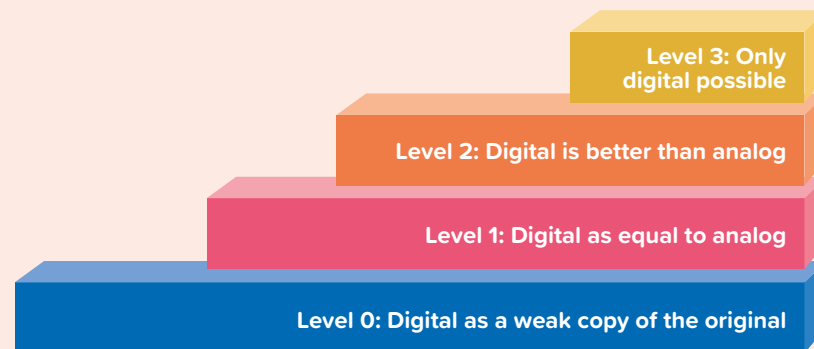 Level 3: Only
digital possible
Level 2: Digital is better than analog
Level 1: Digital as equal to analog
Level 0: Digital as a weak copy of the original